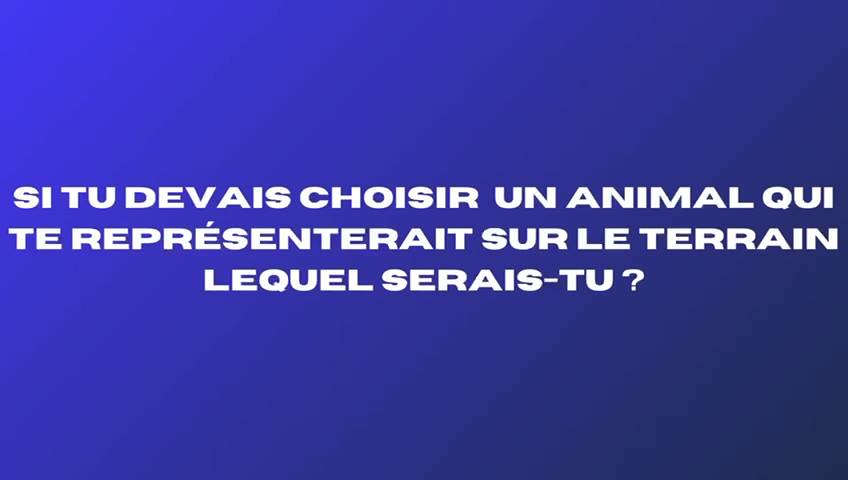 SI TU DEVAIS CHOISIR UN ANIMAL QUI
TE REPRÉSENTERAIT SUR LE TERRAIN
LEQUEL SERAIS-TU ?